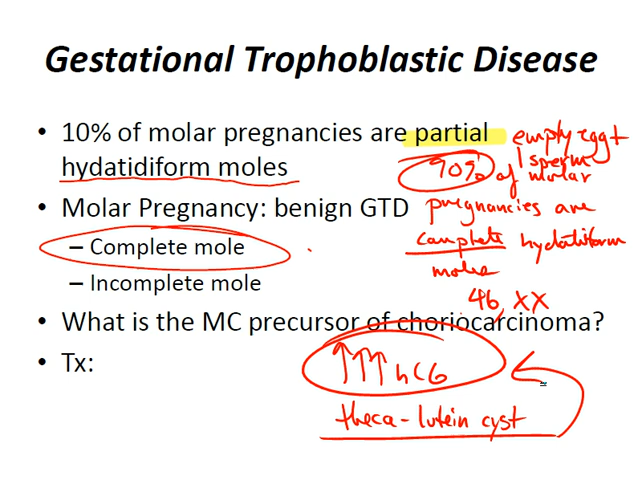 Gestational Trophoblastic Disease
• 10% of molar pregnancies are partial
hydatidiform moles
empty egg +
1 sperm
90% of molar
• Molar Pregnancy: benign GTD
pregnancies are
– Complete mole
complete hydatidiform
moles
– Incomplete mole
46, XX
• What is the MC precursor of choriocarcinoma?
• Tx:
↑↑↑ hCG
theca-lutein cyst